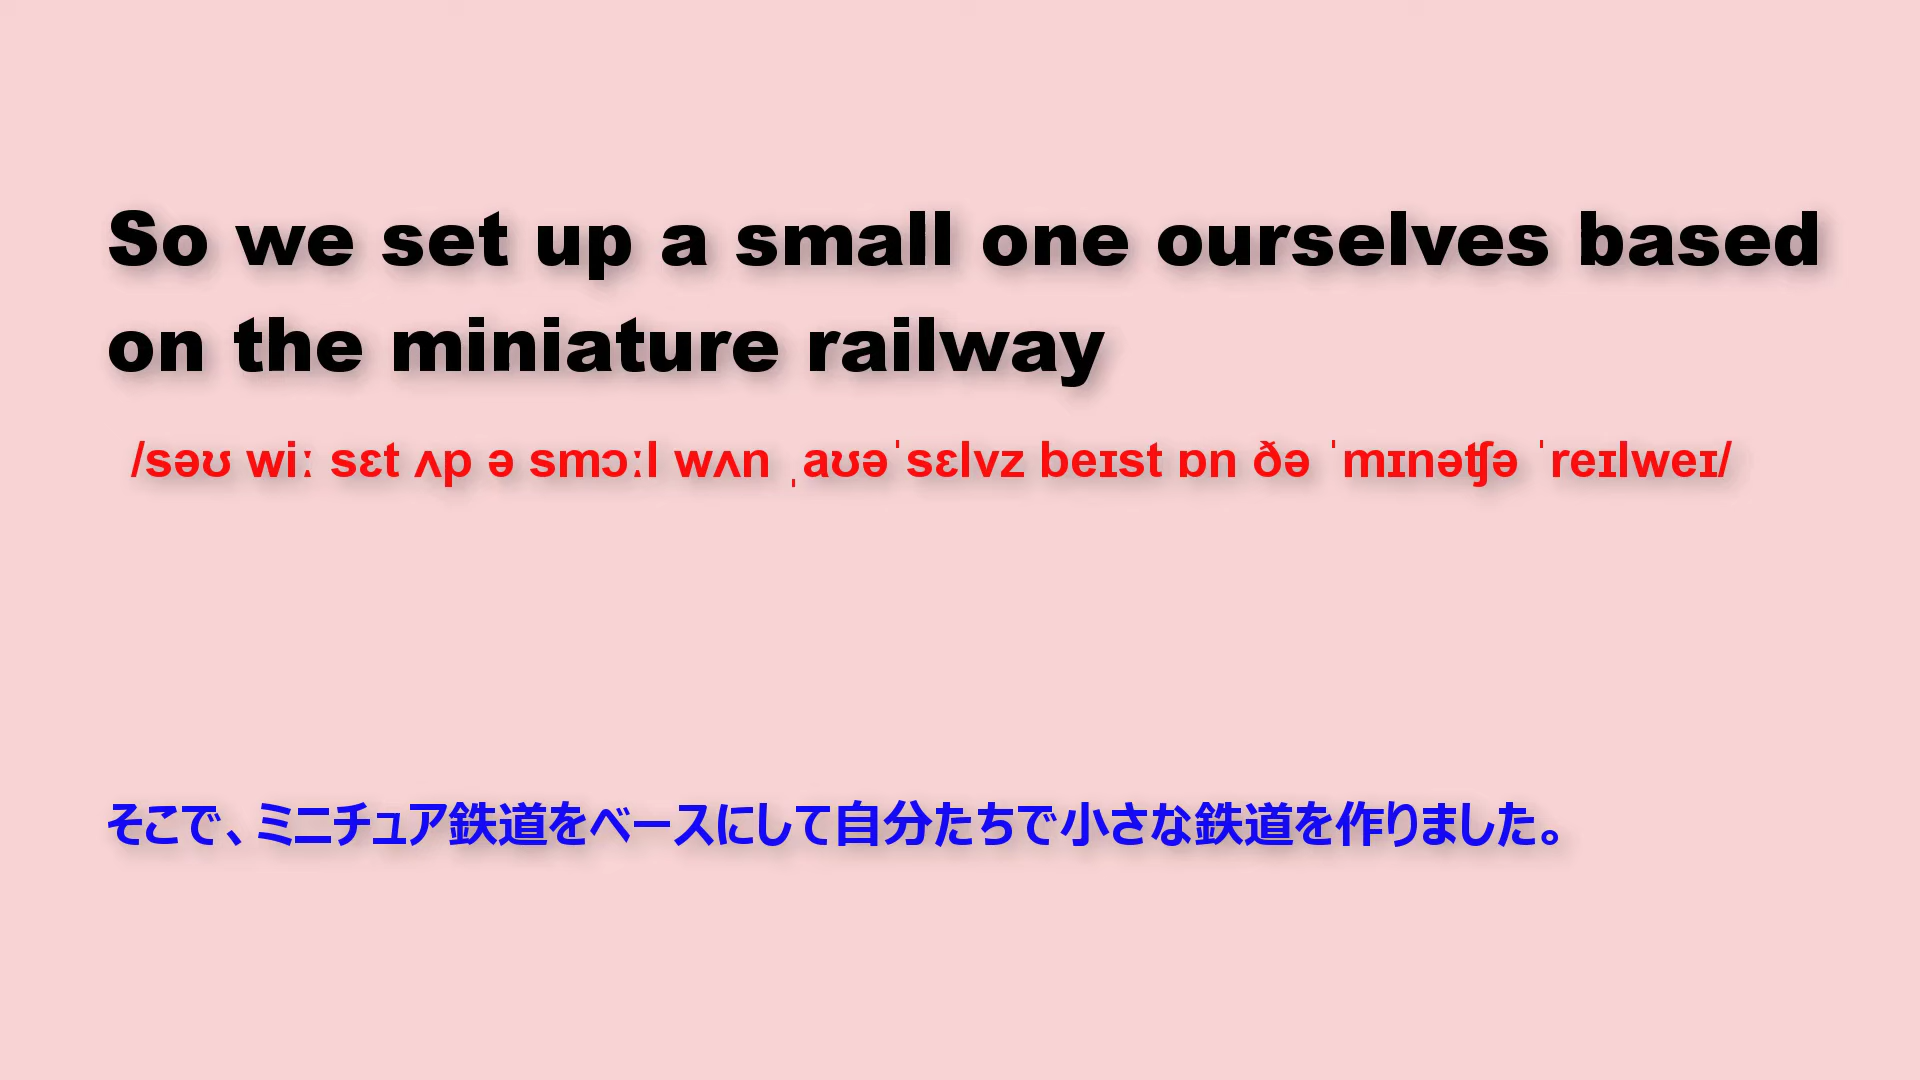 So we set up a small one ourselves based
on the miniature railway
/səʊ wiː sɛt ʌp ə smɔːl wʌn ˌaʊəˈsɛlvz beɪst ɒn ðə ˈmɪnəʧə ˈreɪlweɪ/
そこで、ミニチュア鉄道をベースにして自分たちで小さな鉄道を作りました。